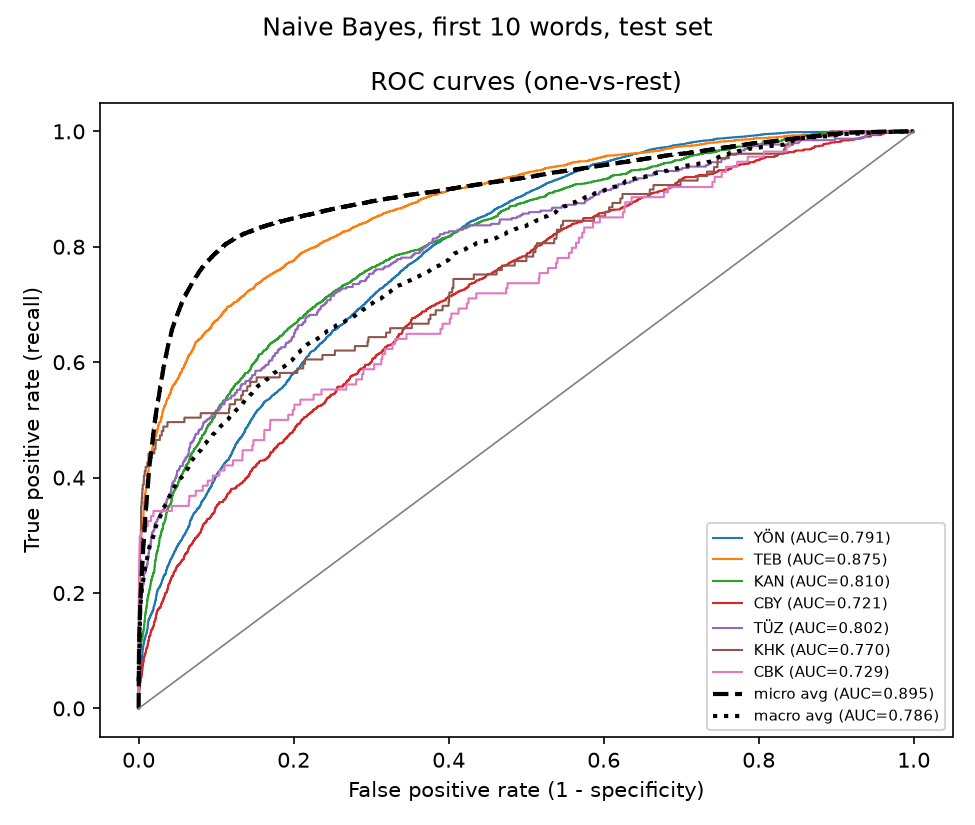 Naive Bayes, first 10 words, test set
ROC curves (one-vs-rest)
1.0
0.8
0.6
0.4
0.2
0.0
True positive rate (recall)
0.0 0.2 0.4 0.6 0.8 1.0
False positive rate (1 - specificity)
YÖN (AUC=0.791)
TEB (AUC=0.875)
KAN (AUC=0.810)
CBY (AUC=0.721)
TÜZ (AUC=0.802)
KHK (AUC=0.770)
CBK (AUC=0.729)
micro avg (AUC=0.895)
macro avg (AUC=0.786)